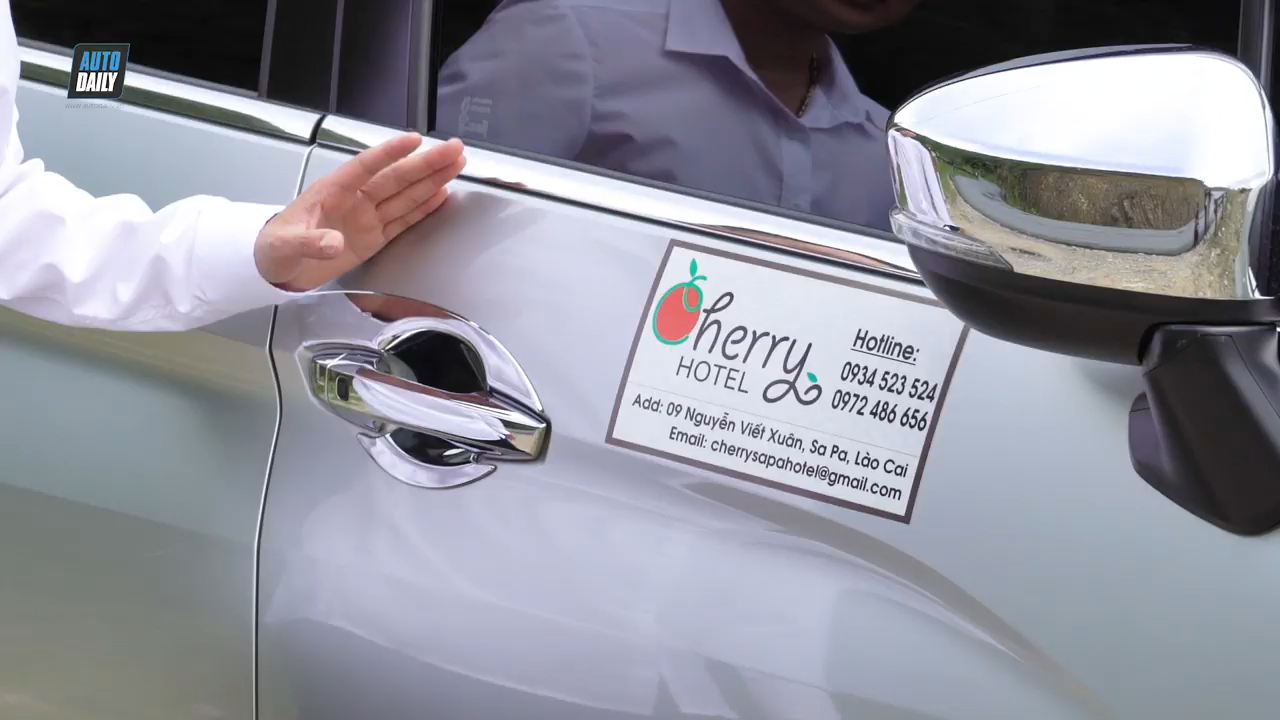 AUTO
DAILY
Cherry
HOTEL
Hotline:
0934 523 524
0972 486 656
Add: 09 Nguyễn Viết Xuân, Sa Pa, Lào Cai
Email: cherrysapahotel@gmail.com